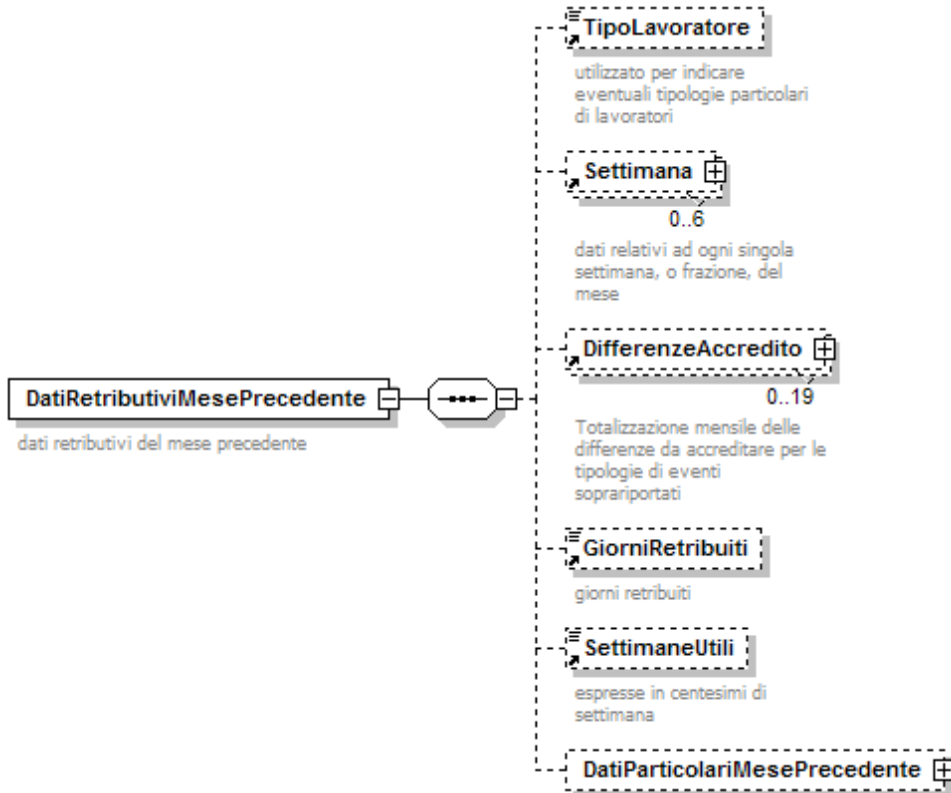 TipoLavoratore
utilizzato per indicare
eventuali tipologie particolari
di lavoratori
Settimana
0..6
dati relativi ad ogni singola
settimana, o frazione, del
mese
DifferenzeAccredito
0..19
Totalizzazione mensile delle
differenze da accreditare per le
tipologie di eventi
soprariportati
DatiRetributiviMesePrecedente
dati retributivi del mese precedente
GiorniRetribuiti
giorni retribuiti
SettimaneUtili
espresse in centesimi di
settimana
DatiParticolariMesePrecedente